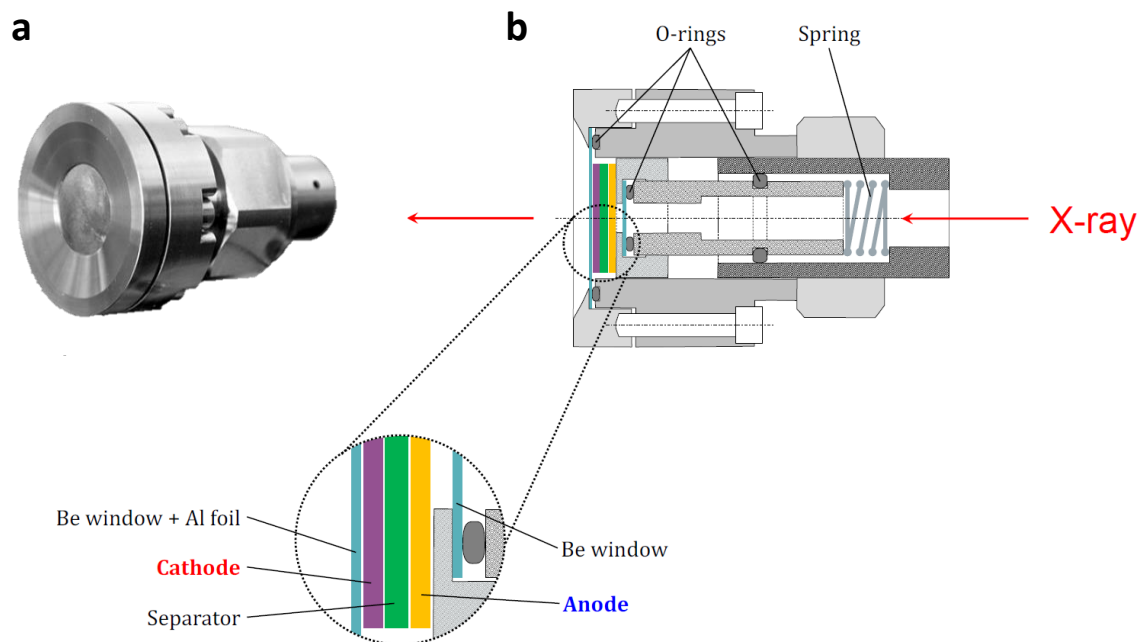 a
b
O-rings
Spring
X-ray
Be window + Al foil
Cathode
Separator
Be window
Anode